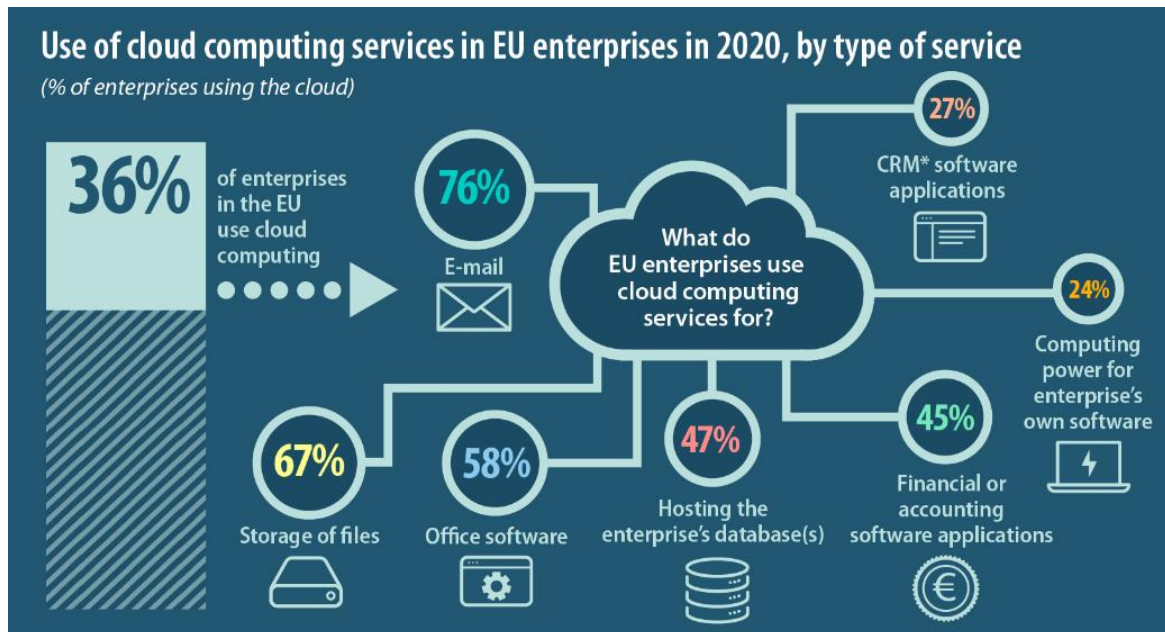 Use of cloud computing services in EU enterprises in 2020, by type of service
(% of enterprises using the cloud)
36%
of enterprises
in the EU
use cloud
computing
76%
E-mail
What do
EU enterprises use
cloud computing
services for?
27%
CRM* software
applications
24%
Computing
power for
enterprise's
own software
67%
Storage of files
58%
Office software
47%
Hosting the
enterprise's database(s)
45%
Financial or
accounting
software applications
€